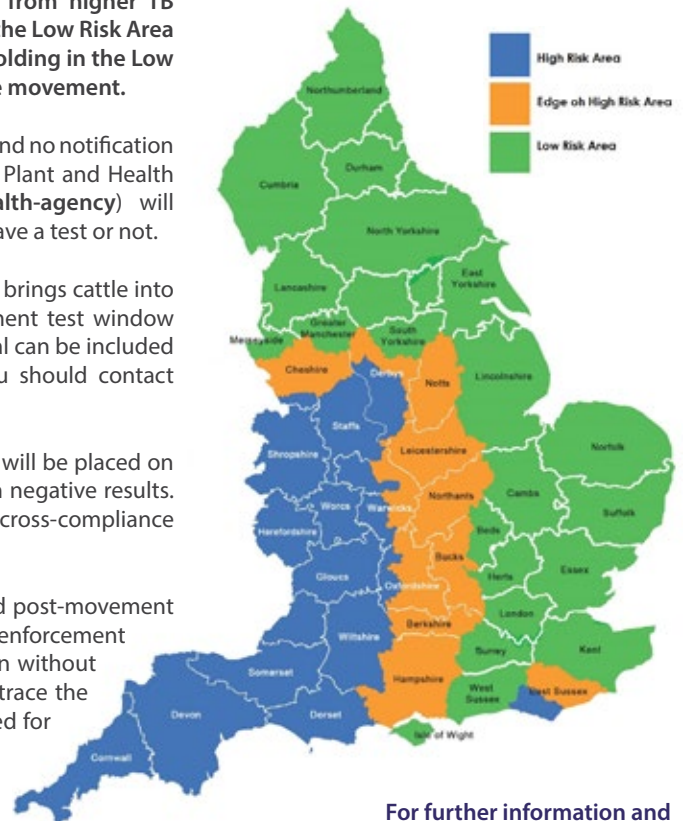 from higher TB
the Low Risk Area
olding in the Low
e movement.
nd no notification
Plant and Health
alth-agency) will
ave a test or not.
brings cattle into
ment test window
al can be included
u should contact
will be placed on
n negative results.
cross-compliance
d post-movement
enforcement
n without
trace the
ed for
High Risk Area
Edge oh High Risk Area
Low Risk Area
Northumberland
Durham
Cumbria
North Yorkshire
Lancashire
East
Yorkshire
Greater
Manchester
Merseyside
South
Yorkshire
Cheshire
Derbys
Notts
Lincolnshire
Staffs
Shropshire
Leicestershire
Norfolk
Northants
Cambs
Worcs
Warwicks
Suffolk
Herefordshire
Beds
Bucks
Gloucs
Oxfordshire
Herts
Essex
London
Berkshire
Wiltshire
Surrey
Kent
Somerset
Hampshire
West
Sussex
East Sussex
Devon
Dorset
Isle of Wight
Cornwall
For further information and